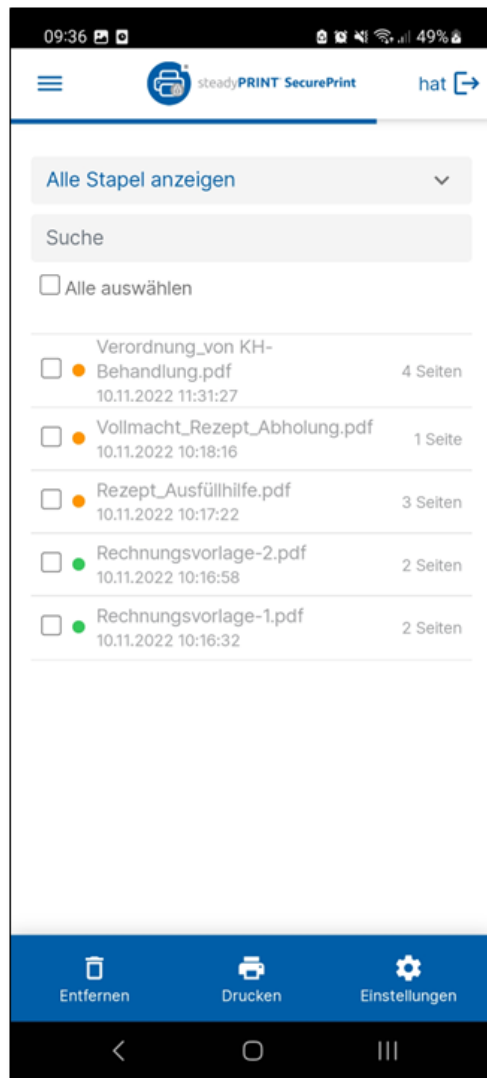 09:36
49%
steadyPRINT SecurePrint
hat
Alle Stapel anzeigen
Suche
Alle auswählen
Verordnung_von KH-
Behandlung.pdf
4 Seiten
10.11.2022 11:31:27
Vollmacht_Rezept_Abholung.pdf
1 Seite
10.11.2022 10:18:16
Rezept_Ausfüllhilfe.pdf
3 Seiten
10.11.2022 10:17:22
Rechnungsvorlage-2.pdf
2 Seiten
10.11.2022 10:16:58
Rechnungsvorlage-1.pdf
2 Seiten
10.11.2022 10:16:32
Entfernen
Drucken
Einstellungen